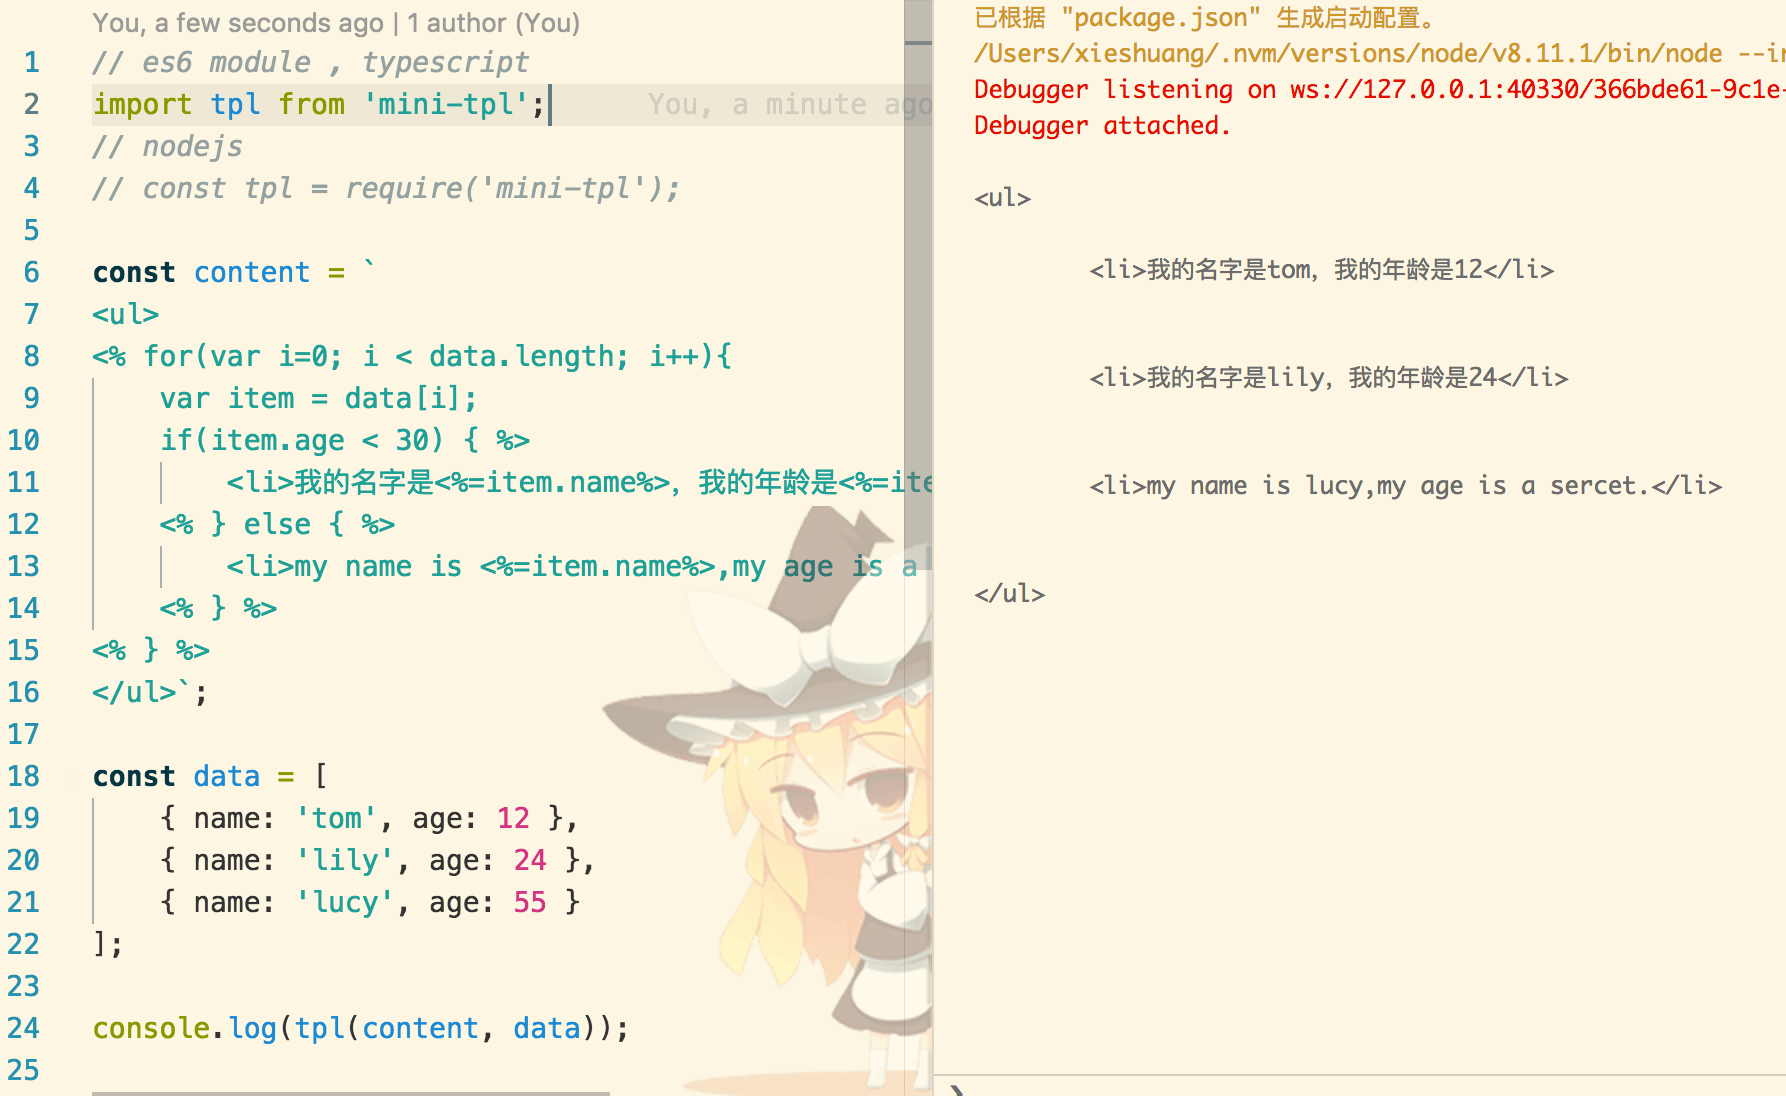 You, a few seconds ago | 1 author (You)
1 // es6 module , typescript
2 import tpl from 'mini-tpl'; You, a minute ago
3 // nodejs
4 // const tpl = require('mini-tpl');
5
6 const content = `
7 <ul>
8 <% for(var i=0; i < data.length; i++){
9 var item = data[i];
10 if(item.age < 30) { %>
11 <li>我的名字是<%=item.name%>，我的年龄是<%=ite
12 <% } else { %>
13 <li>my name is <%=item.name%>,my age is a
14 <% } %>
15 <% } %>
16 </ul>`;
17
18 const data = [
19 { name: 'tom', age: 12 },
20 { name: 'lily', age: 24 },
21 { name: 'lucy', age: 55 }
22 ];
23
24 console.log(tpl(content, data));
25
已根据 "package.json" 生成启动配置。
/Users/xieshuang/.nvm/versions/node/v8.11.1/bin/node --in
Debugger listening on ws://127.0.0.1:40330/366bde61-9c1e-
Debugger attached.
<ul>
<li>我的名字是tom，我的年龄是12</li>
<li>我的名字是lily，我的年龄是24</li>
<li>my name is lucy,my age is a sercet.</li>
</ul>